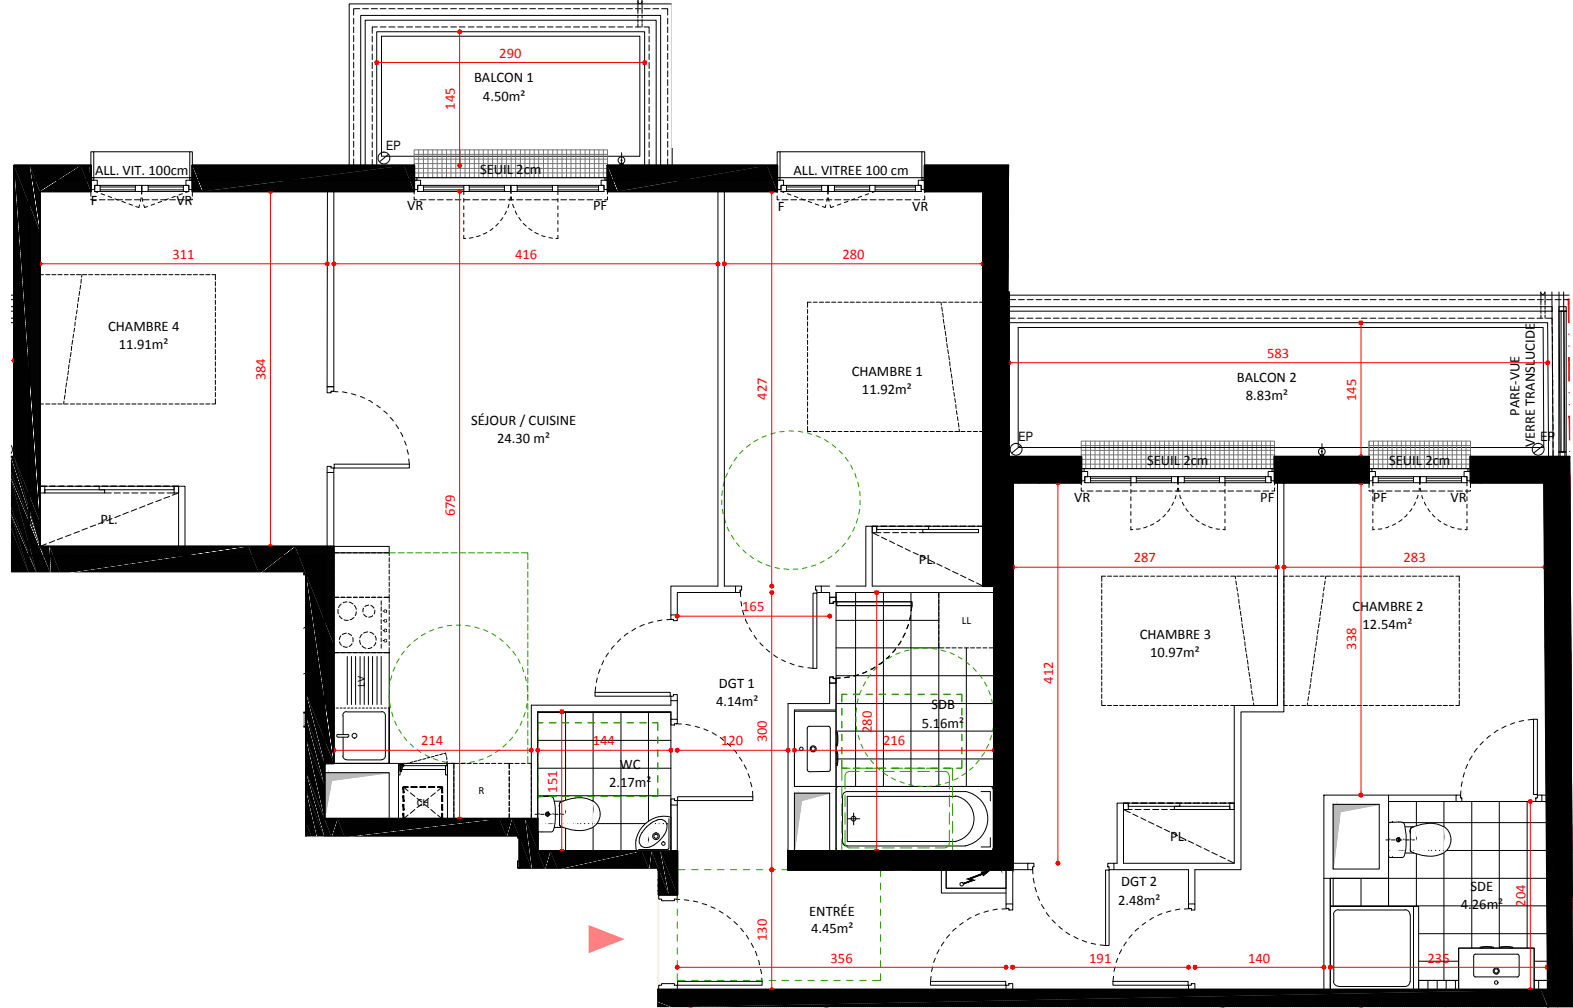 290
BALCON 1
4.50m²
145
EP
ALL. VIT. 100cm
SEUIL 2cm
ALL. VITREE 100 cm
F
VR
VR
PF
F
VR
311
416
280
CHAMBRE 4
11.91m²
384
CHAMBRE 1
11.92m²
427
SÉJOUR / CUISINE
24.30 m²
679
PL.
PL.
583
BALCON 2
8.83m²
145
PARE-VUE
VERRE TRANSLUCIDE
EP
EP
SEUIL 2cm
SEUIL 2cm
VR
PF
PF
VR
287
283
CHAMBRE 3
10.97m²
CHAMBRE 2
12.54m²
412
338
165
LL
DGT 1
4.14m²
SDB
5.16m²
280
300
LV
214
144
120
216
WC
2.17m²
151
CH
R
PL.
DGT 2
2.48m²
SDE
4.26m²
204
ENTRÉE
4.45m²
130
356
191
140
235